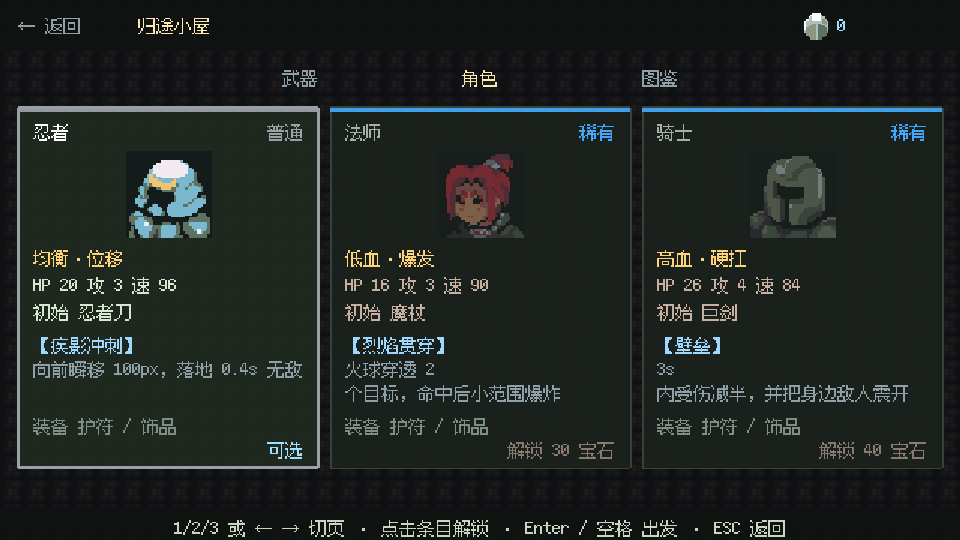 ← 返回 归途小屋 0
武器 角色 图鉴
忍者 普通
均衡·位移
HP 20 攻 3 速 96
初始 忍者刀
【疾影冲刺】
向前瞬移 100px, 落地 0.4s 无敌
装备 护符 / 饰品
可选
法师 稀有
低血·爆发
HP 16 攻 3 速 90
初始 魔杖
【烈焰贯穿】
火球穿透 2
个目标, 命中后小范围爆炸
装备 护符 / 饰品
解锁 30 宝石
骑士 稀有
高血·硬扛
HP 26 攻 4 速 84
初始 巨剑
【壁垒】
3s
内受伤减半, 并把身边敌人震开
装备 护符 / 饰品
解锁 40 宝石
1/2/3 或 ← → 切页 · 点击条目解锁 · Enter / 空格 出发 · ESC 返回